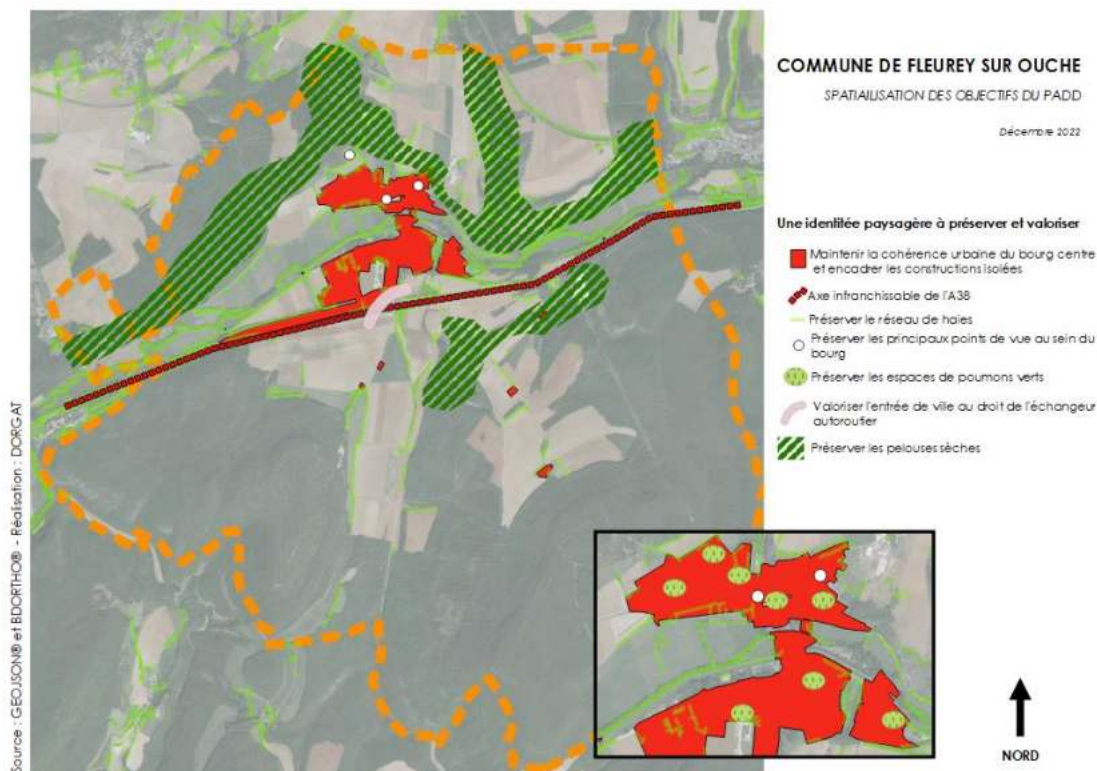 COMMUNE DE FLEUREY SUR OUCHE
SPATIALISATION DES OBJECTIFS DU PADD
Décembre 2022
Une identitée paysagère à préserver et valoriser
Maintenir la cohérence urbaine du bourg centre
et encadrer les constructions isolées
Axe infranchissable de l'A38
Préserver le réseau de haies
Préserver les principaux points de vue au sein du
bourg
Préserver les espaces de poumons verts
Valoriser l'entrée de ville au droit de l'échangeur
autoroutier
Préserver les pelouses sèches
NORD
Source : GEOJSON® et BDORTHO® - Réalisation : DORGAT